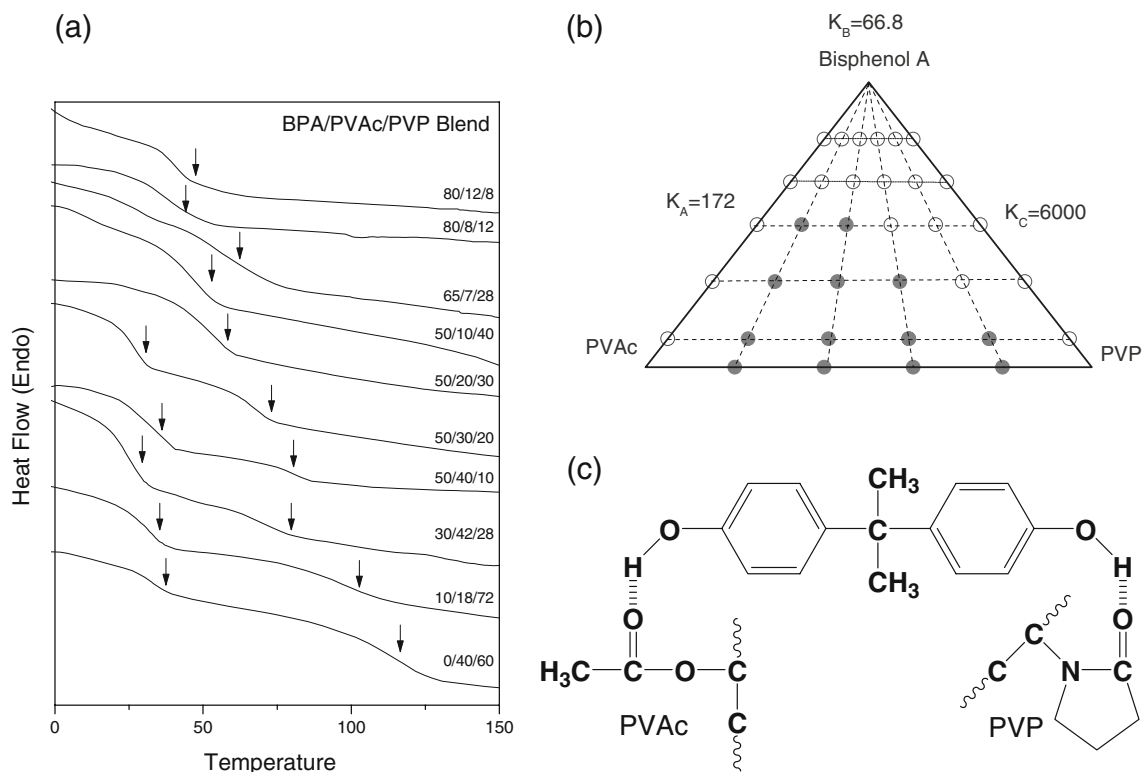 (a)
BPA/PVAc/PVP Blend
80/12/8
80/8/12
65/7/28
50/10/40
50/20/30
50/30/20
50/40/10
30/42/28
10/18/72
0/40/60
Heat Flow (Endo)
0
50
100
150
Temperature
(b)
K_B=66.8
Bisphenol A
K_A=172
K_C=6000
PVAc
PVP
(c)
CH₃
O
C
O
H
CH₃
H
O
O
C
H₃C
C
O
C
C
N
C
C
PVAc
PVP